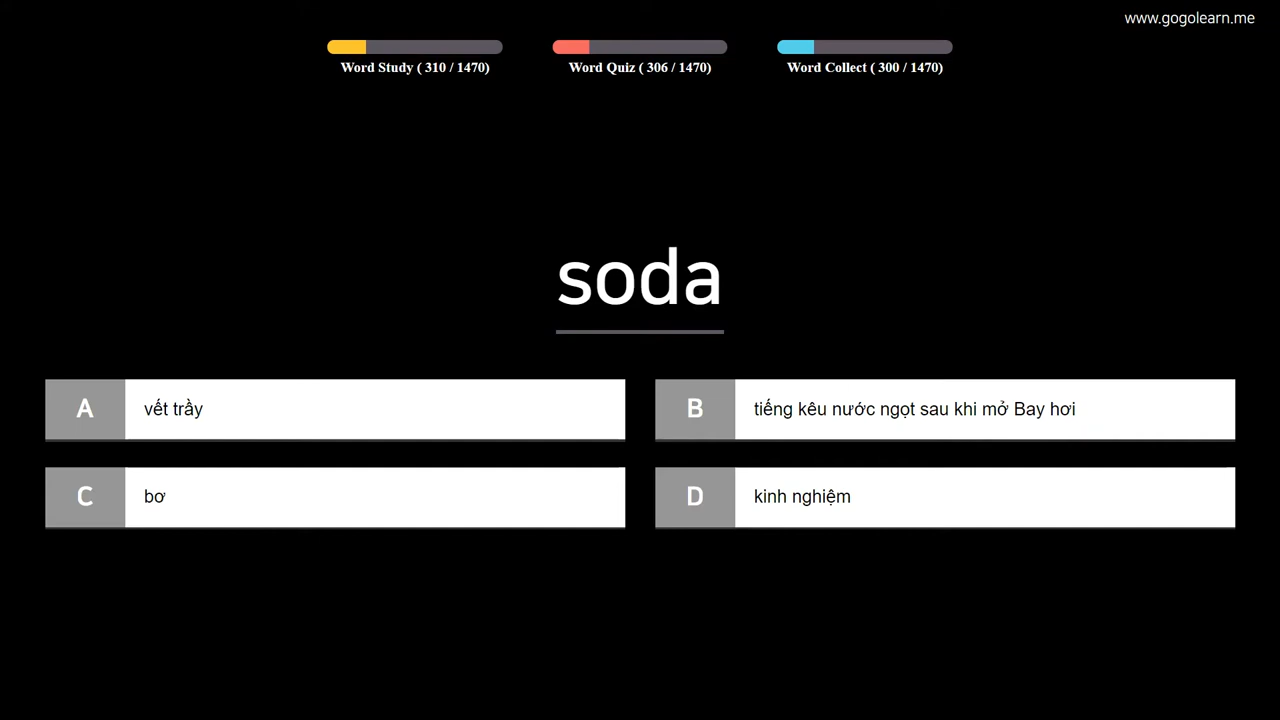 www.gogolearn.me
Word Study ( 310 / 1470)
Word Quiz ( 306 / 1470)
Word Collect ( 300 / 1470)
soda
A vết trầy
B tiếng kêu nước ngọt sau khi mở Bay hơi
C bơ
D kinh nghiệm